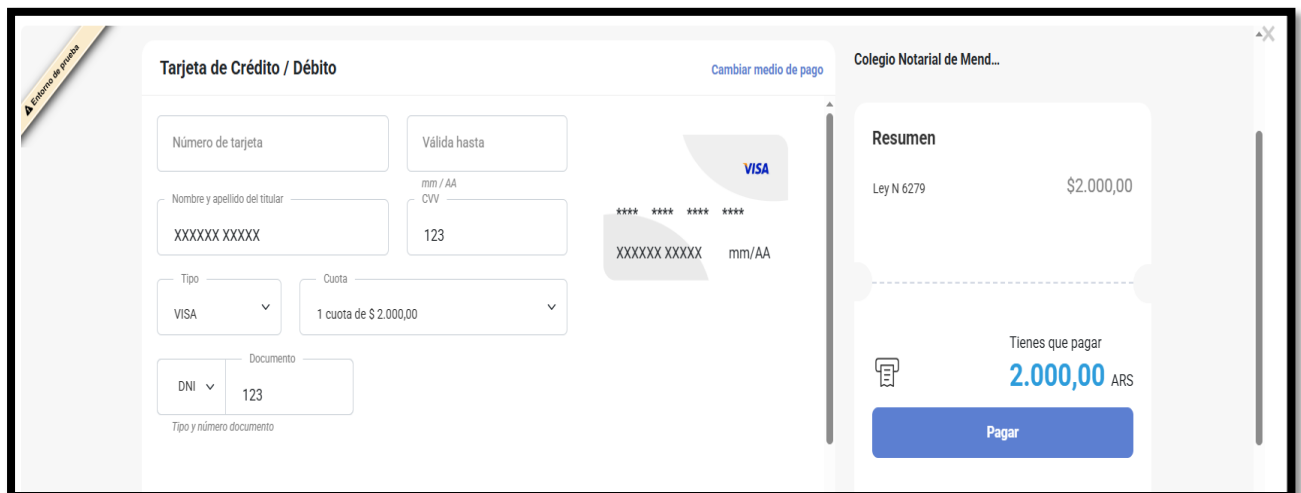 Entorno de prueba
Tarjeta de Crédito / Débito
Cambiar medio de pago
Número de tarjeta
Válida hasta
mm / AA
Nombre y apellido del titular
XXXXXX XXXXX
CVV
123
Tipo
VISA
Cuota
1 cuota de $ 2.000,00
Documento
DNI
123
Tipo y número documento
VISA
**** **** **** ****
XXXXXX XXXXX mm/AA
Colegio Notarial de Mend...
Resumen
Ley N 6279 $2.000,00
Tienes que pagar
2.000,00 ARS
Pagar